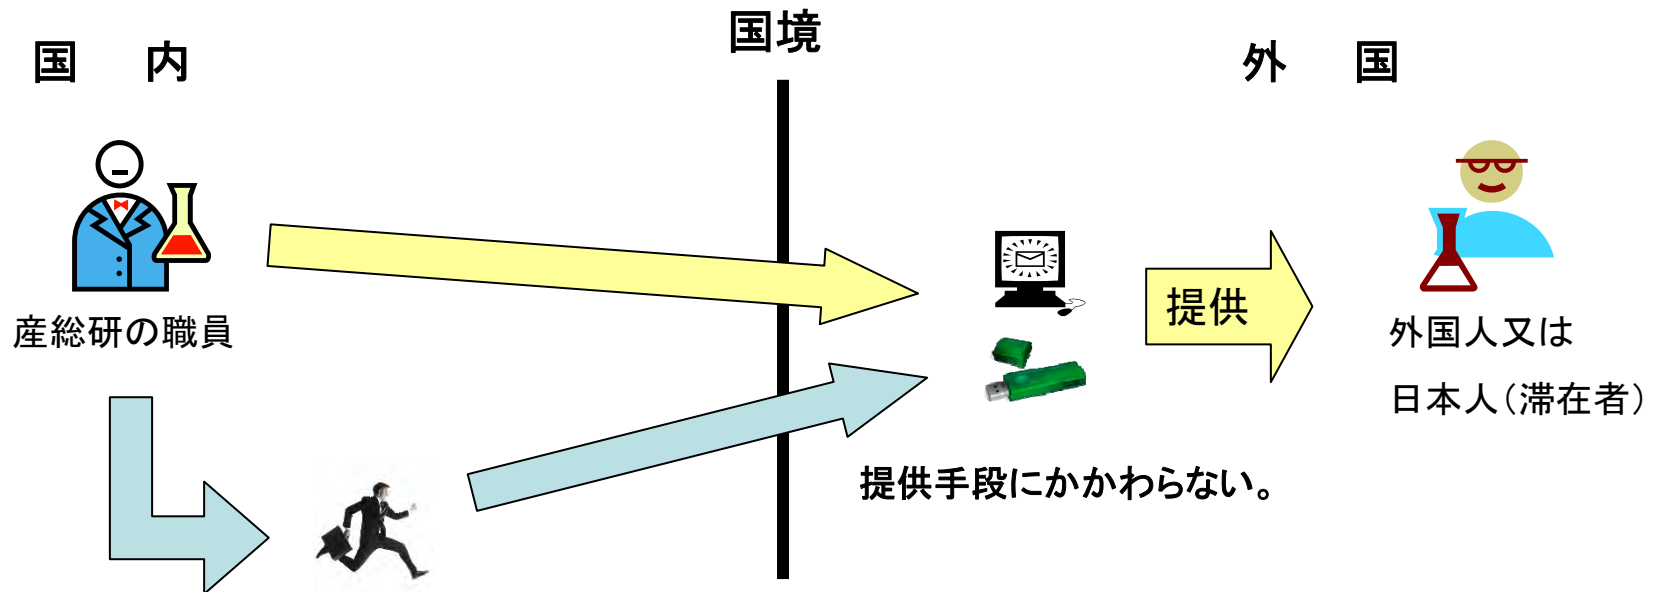 国境
国　内
外　国
産総研の職員
提供
外国人又は
日本人（滞在者）
提供手段にかかわらない。